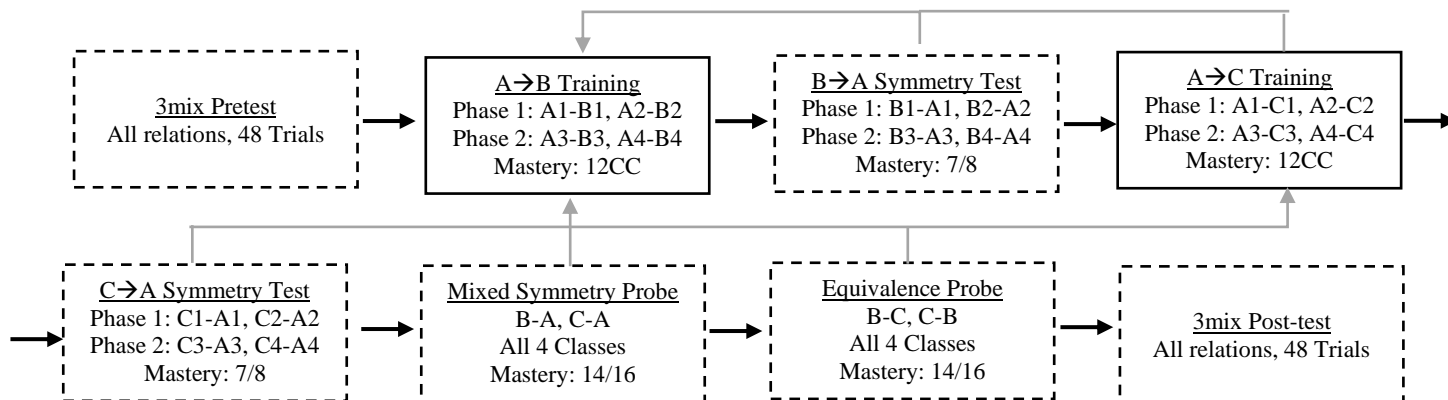 3mix Pretest
All relations, 48 Trials
A→B Training
Phase 1: A1-B1, A2-B2
Phase 2: A3-B3, A4-B4
Mastery: 12CC
B→A Symmetry Test
Phase 1: B1-A1, B2-A2
Phase 2: B3-A3, B4-A4
Mastery: 7/8
A→C Training
Phase 1: A1-C1, A2-C2
Phase 2: A3-C3, A4-C4
Mastery: 12CC
C→A Symmetry Test
Phase 1: C1-A1, C2-A2
Phase 2: C3-A3, C4-A4
Mastery: 7/8
Mixed Symmetry Probe
B-A, C-A
All 4 Classes
Mastery: 14/16
Equivalence Probe
B-C, C-B
All 4 Classes
Mastery: 14/16
3mix Post-test
All relations, 48 Trials